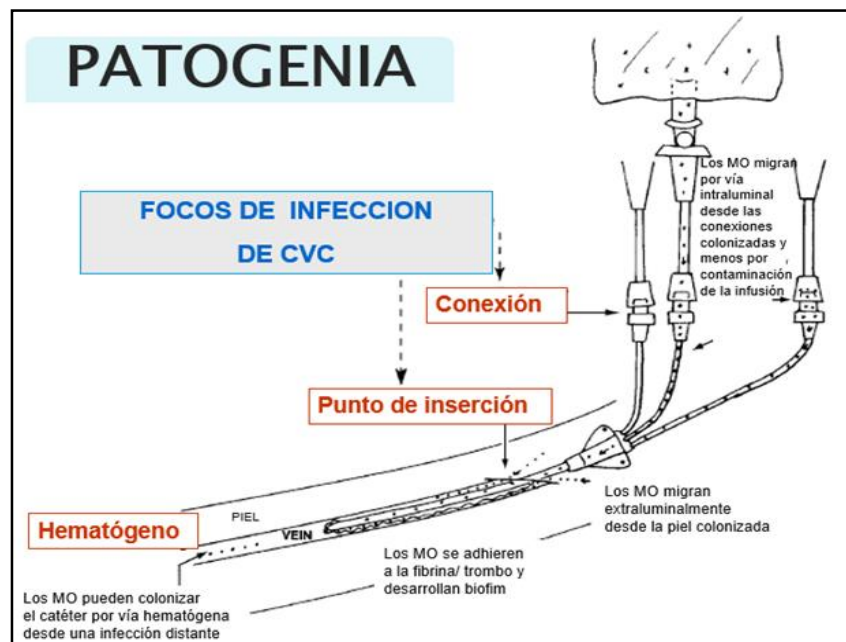 PATOGENIA
FOCOS DE INFECCION
DE CVC
Los MO migran
por vía
intraluminal
desde las
conexiones
colonizadas y
menos por
contaminación
de la infusión
Conexión
Punto de inserción
Los MO migran
extraluminalmente
desde la piel colonizada
PIEL
Hematógeno
VEIN
Los MO se adhieren
a la fibrina/ trombo y
desarrollan biofim
Los MO pueden colonizar
el catéter por vía hematógena
desde una infección distante